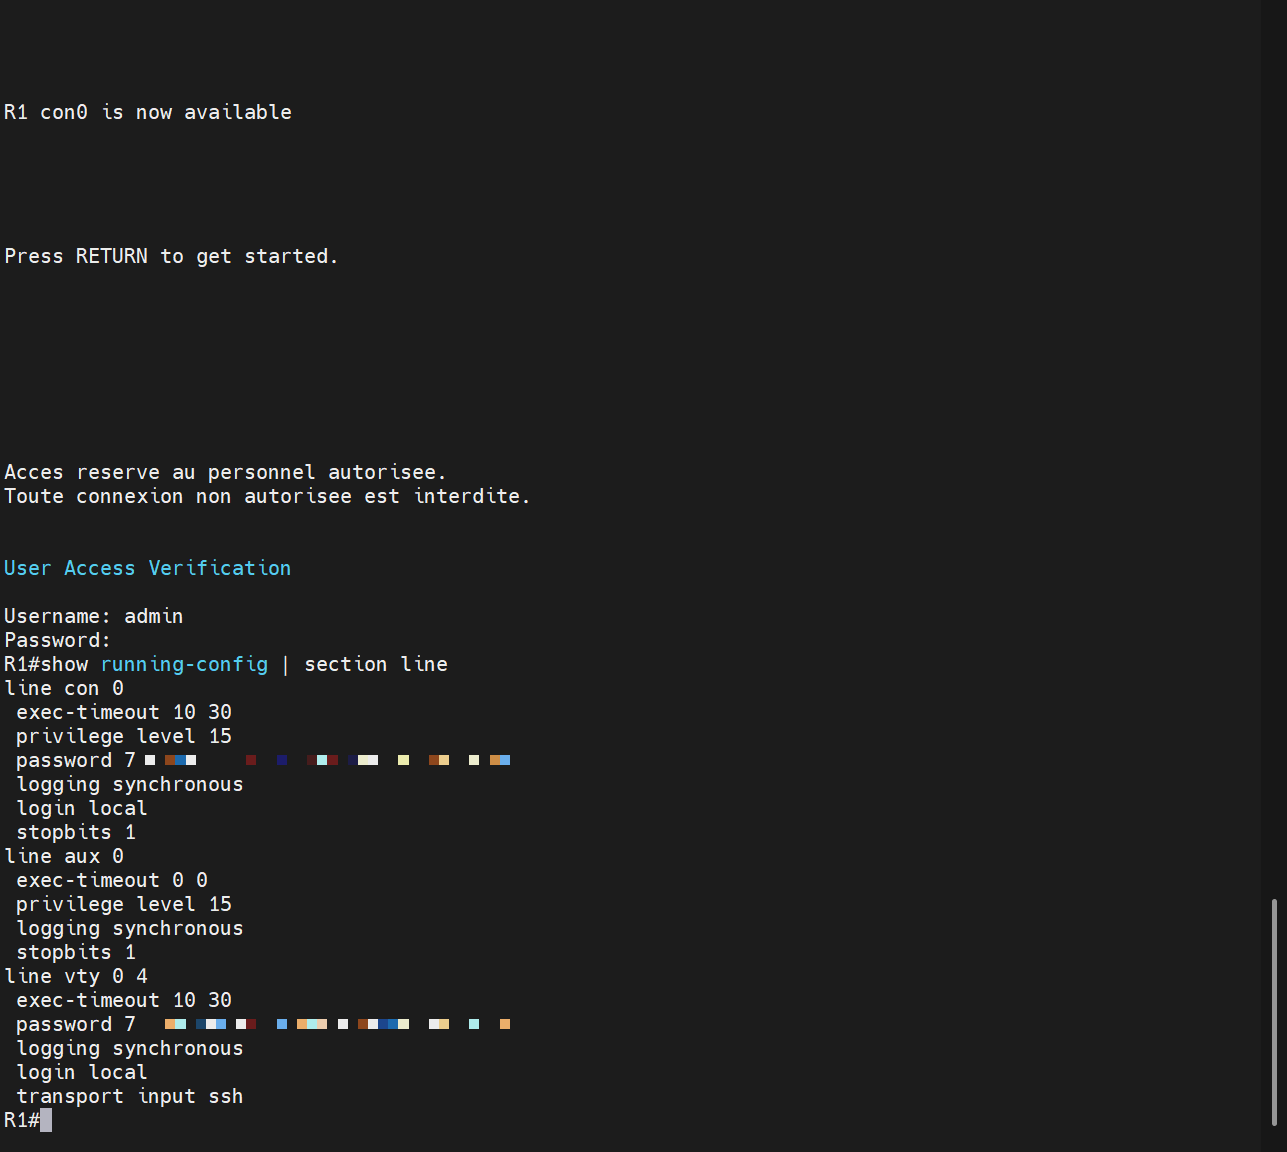 R1 con0 is now available
Press RETURN to get started.
Acces reserve au personnel autorisee.
Toute connexion non autorisee est interdite.
User Access Verification
Username: admin
Password:
R1#show running-config | section line
line con 0
 exec-timeout 10 30
 privilege level 15
 password 7
 logging synchronous
 login local
 stopbits 1
line aux 0
 exec-timeout 0 0
 privilege level 15
 logging synchronous
 stopbits 1
line vty 0 4
 exec-timeout 10 30
 password 7
 logging synchronous
 login local
 transport input ssh
R1#